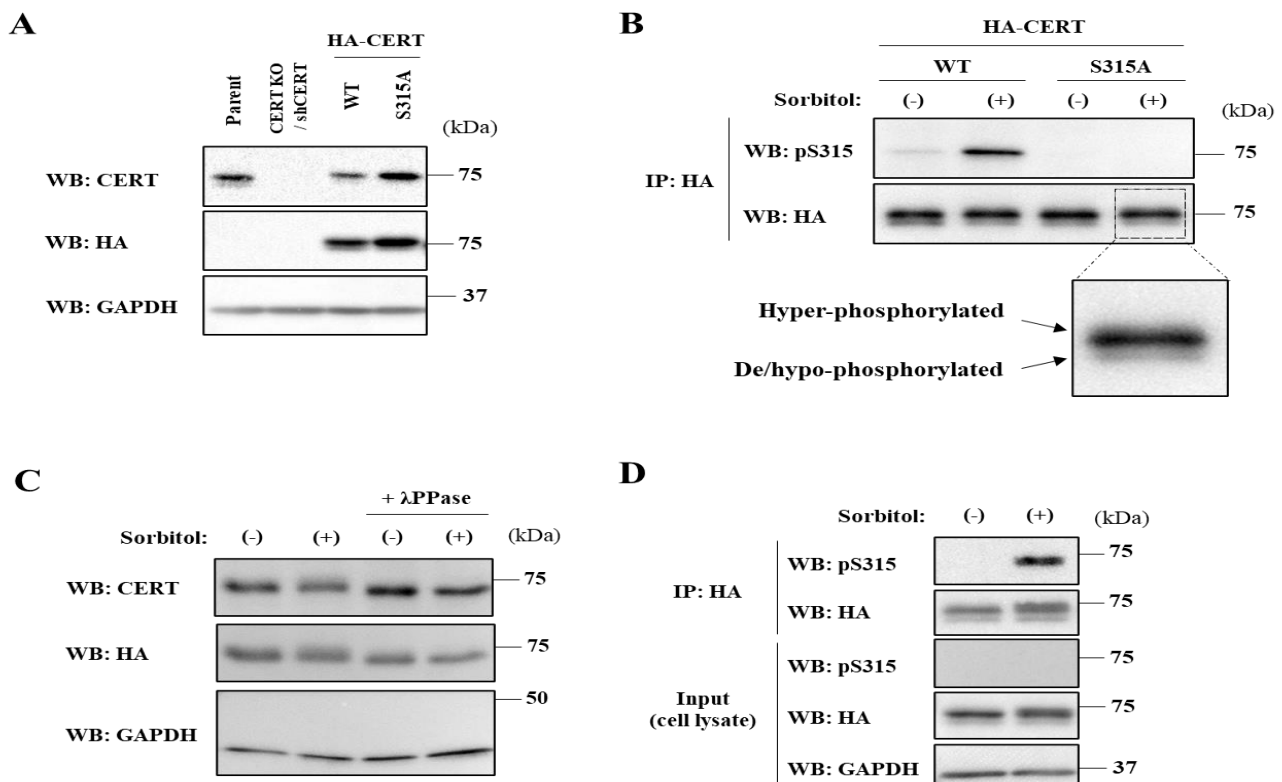 A
HA-CERT
Parent
CERT KO
/ shCERT
WT
S315A
(kDa)
WB: CERT
75
WB: HA
75
WB: GAPDH
37
B
HA-CERT
WT
S315A
Sorbitol:
(-)
(+)
(-)
(+)
(kDa)
IP: HA
WB: pS315
75
WB: HA
75
Hyper-phosphorylated
De/hypo-phosphorylated
C
+ λPPase
Sorbitol:
(-)
(+)
(-)
(+)
(kDa)
WB: CERT
75
WB: HA
75
WB: GAPDH
50
D
Sorbitol:
(-)
(+)
(kDa)
IP: HA
WB: pS315
75
WB: HA
75
Input
(cell lysate)
WB: pS315
75
WB: HA
75
WB: GAPDH
37